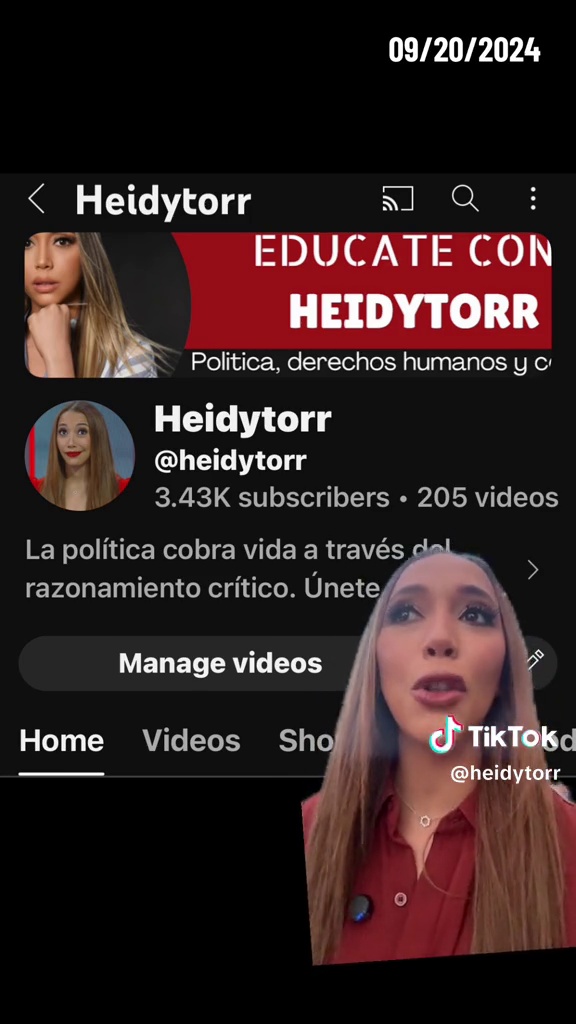 09/20/2024
Heidytorr
EDUCATE CON
HEIDYTORR
Politica, derechos humanos y
Heidytorr
@heidytorr
3.43K subscribers • 205 videos
La política cobra vida a través del
razonamiento crítico. Únete
Manage videos
Home Videos
TikTok
@heidytorr